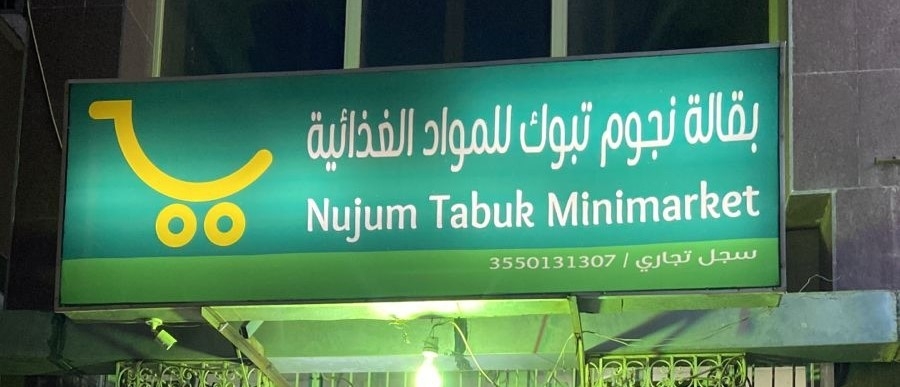 بقالة نجوم تبوك للمواد الغذائية
Nujum Tabuk Minimarket
سجل تجاري / 3550131307